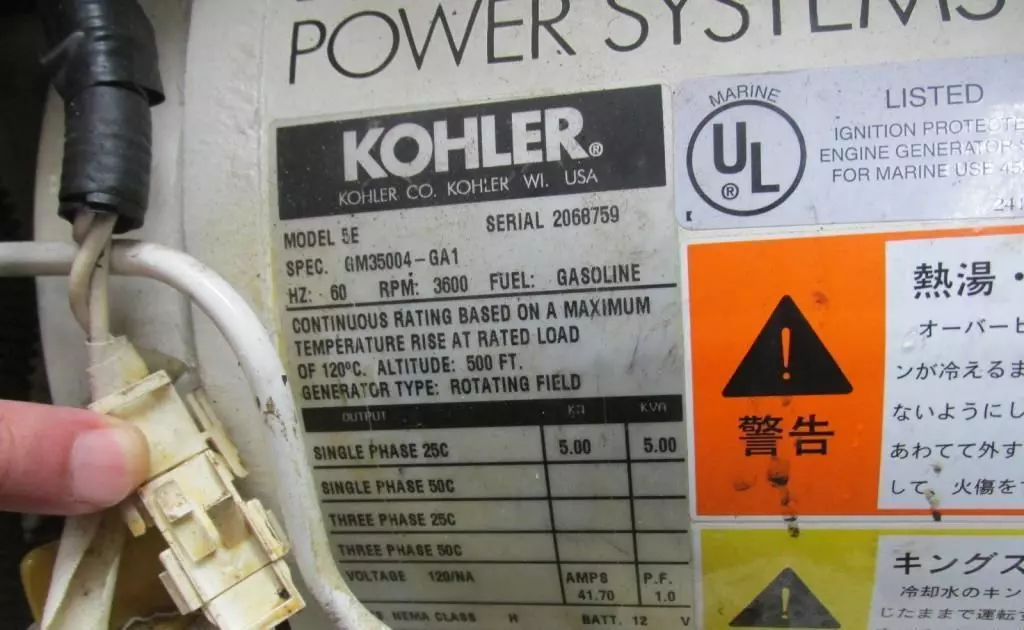 POWER SYSTEMS
KOHLER®
KOHLER CO. KOHLER WI. USA
MODEL 5E SERIAL 2068759
SPEC. GM35004-GA1
HZ: 60 RPM: 3600 FUEL: GASOLINE
CONTINUOUS RATING BASED ON A MAXIMUM
TEMPERATURE RISE AT RATED LOAD
OF 120ºC. ALTITUDE: 500 FT.
GENERATOR TYPE: ROTATING FIELD
OUTPUT KVA
SINGLE PHASE 25C 5.00 5.00
SINGLE PHASE 50C
THREE PHASE 25C
THREE PHASE 50C
VOLTAGE 120/NA AMPS 41.70 P.F. 1.0
NEMA CLASS H BATT. 12 V
MARINE
UL®
LISTED
IGNITION PROTECTE
ENGINE GENERATOR
FOR MARINE USE
警告
熱湯・
オーバーヒ
ンが冷えるま
ないようにし
あわてて外す
して、火傷を
キングス
冷却水のキン
じたままで運転